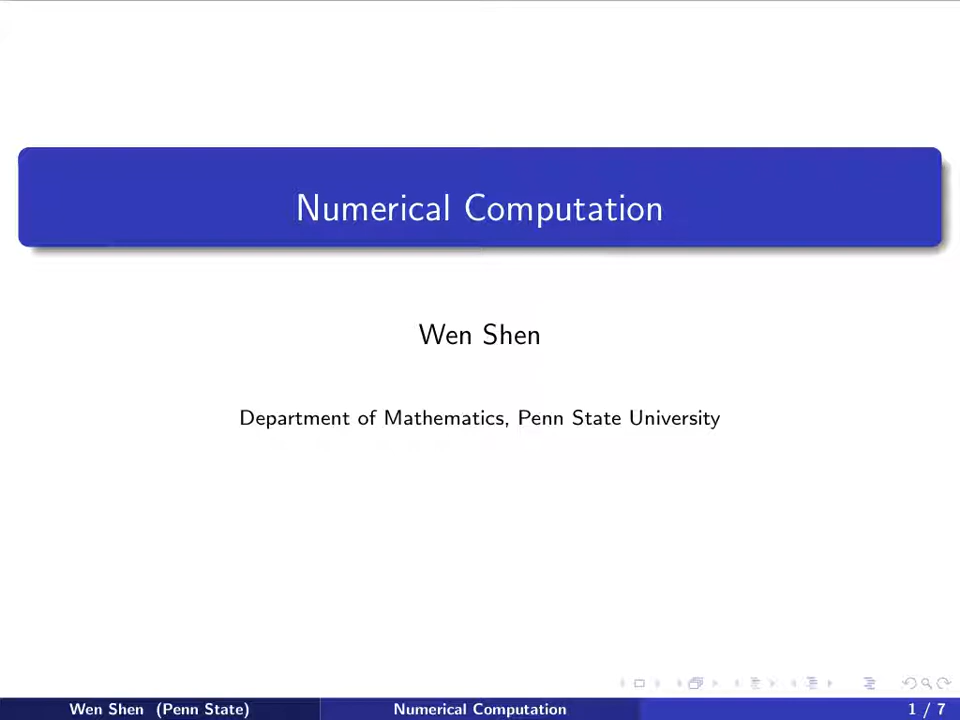 Numerical Computation
Wen Shen
Department of Mathematics, Penn State University
Wen Shen (Penn State)
Numerical Computation
1 / 7